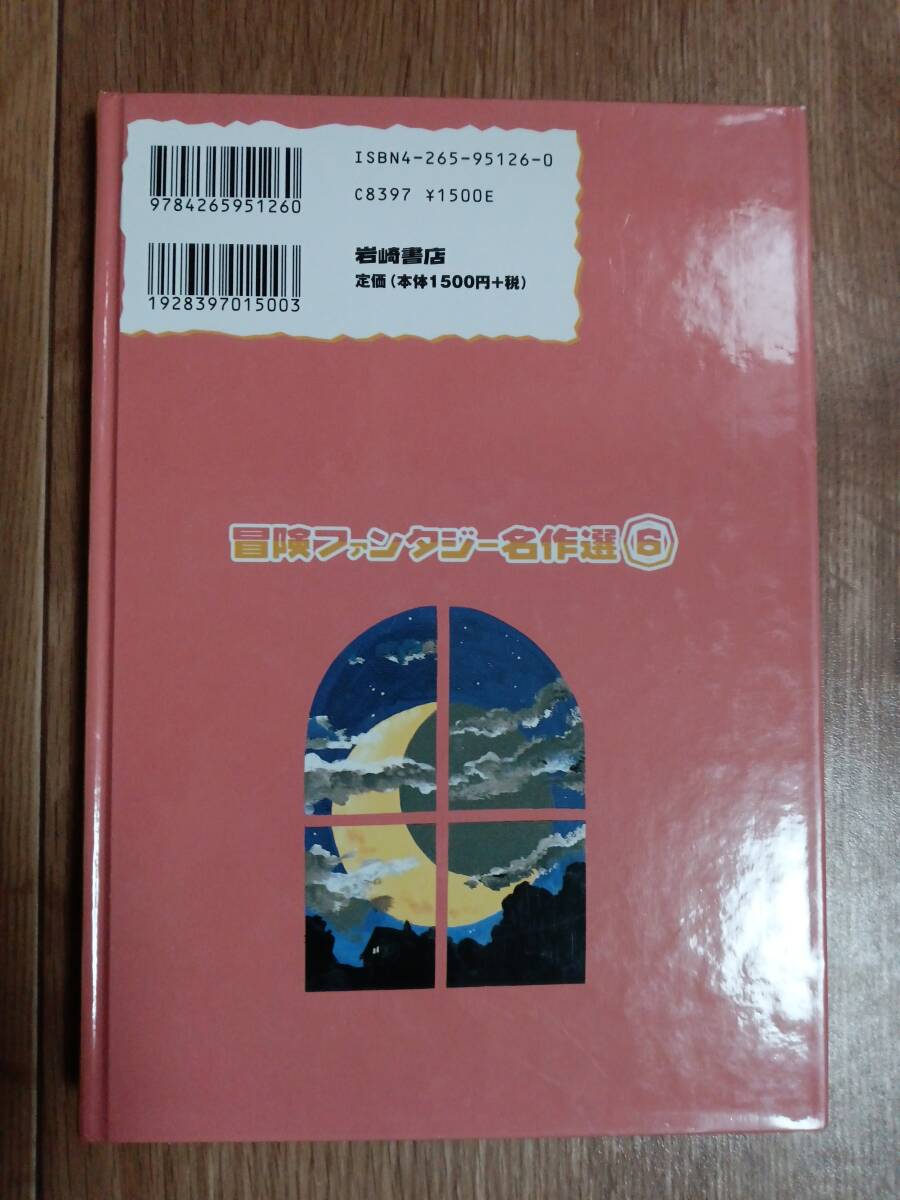 ISBN4-265-95126-0
9784265951260
C8397 ¥1500E
岩崎書店
定価(本体1500円+税)
1928397015003
冒険ファンタジー名作選6